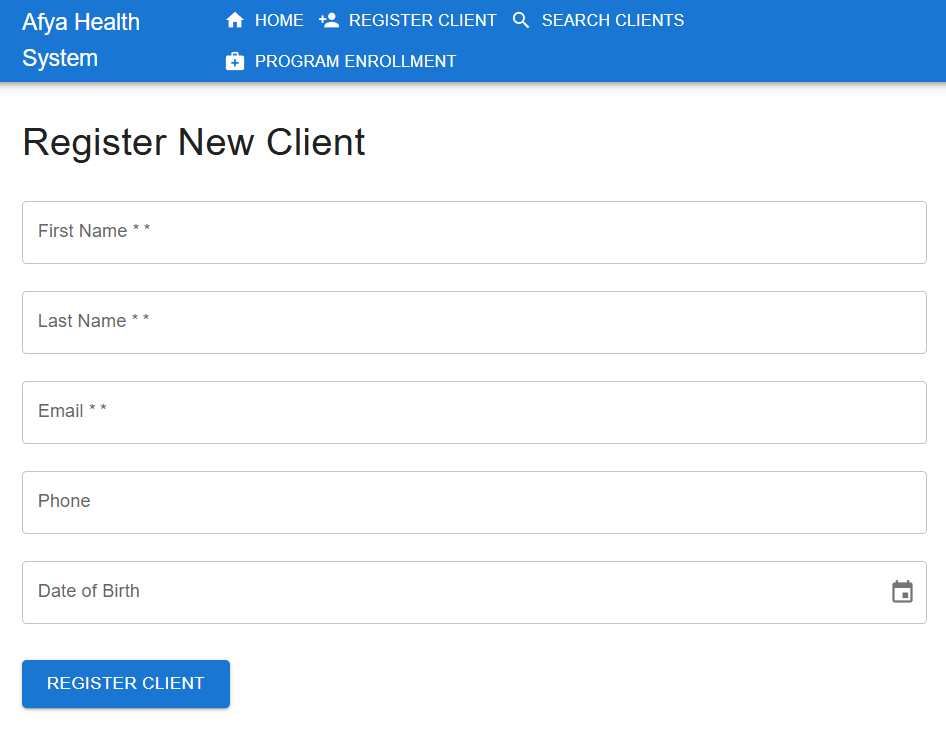 Afya Health
System
HOME REGISTER CLIENT SEARCH CLIENTS
PROGRAM ENROLLMENT
Register New Client
First Name * *
Last Name * *
Email * *
Phone
Date of Birth
REGISTER CLIENT